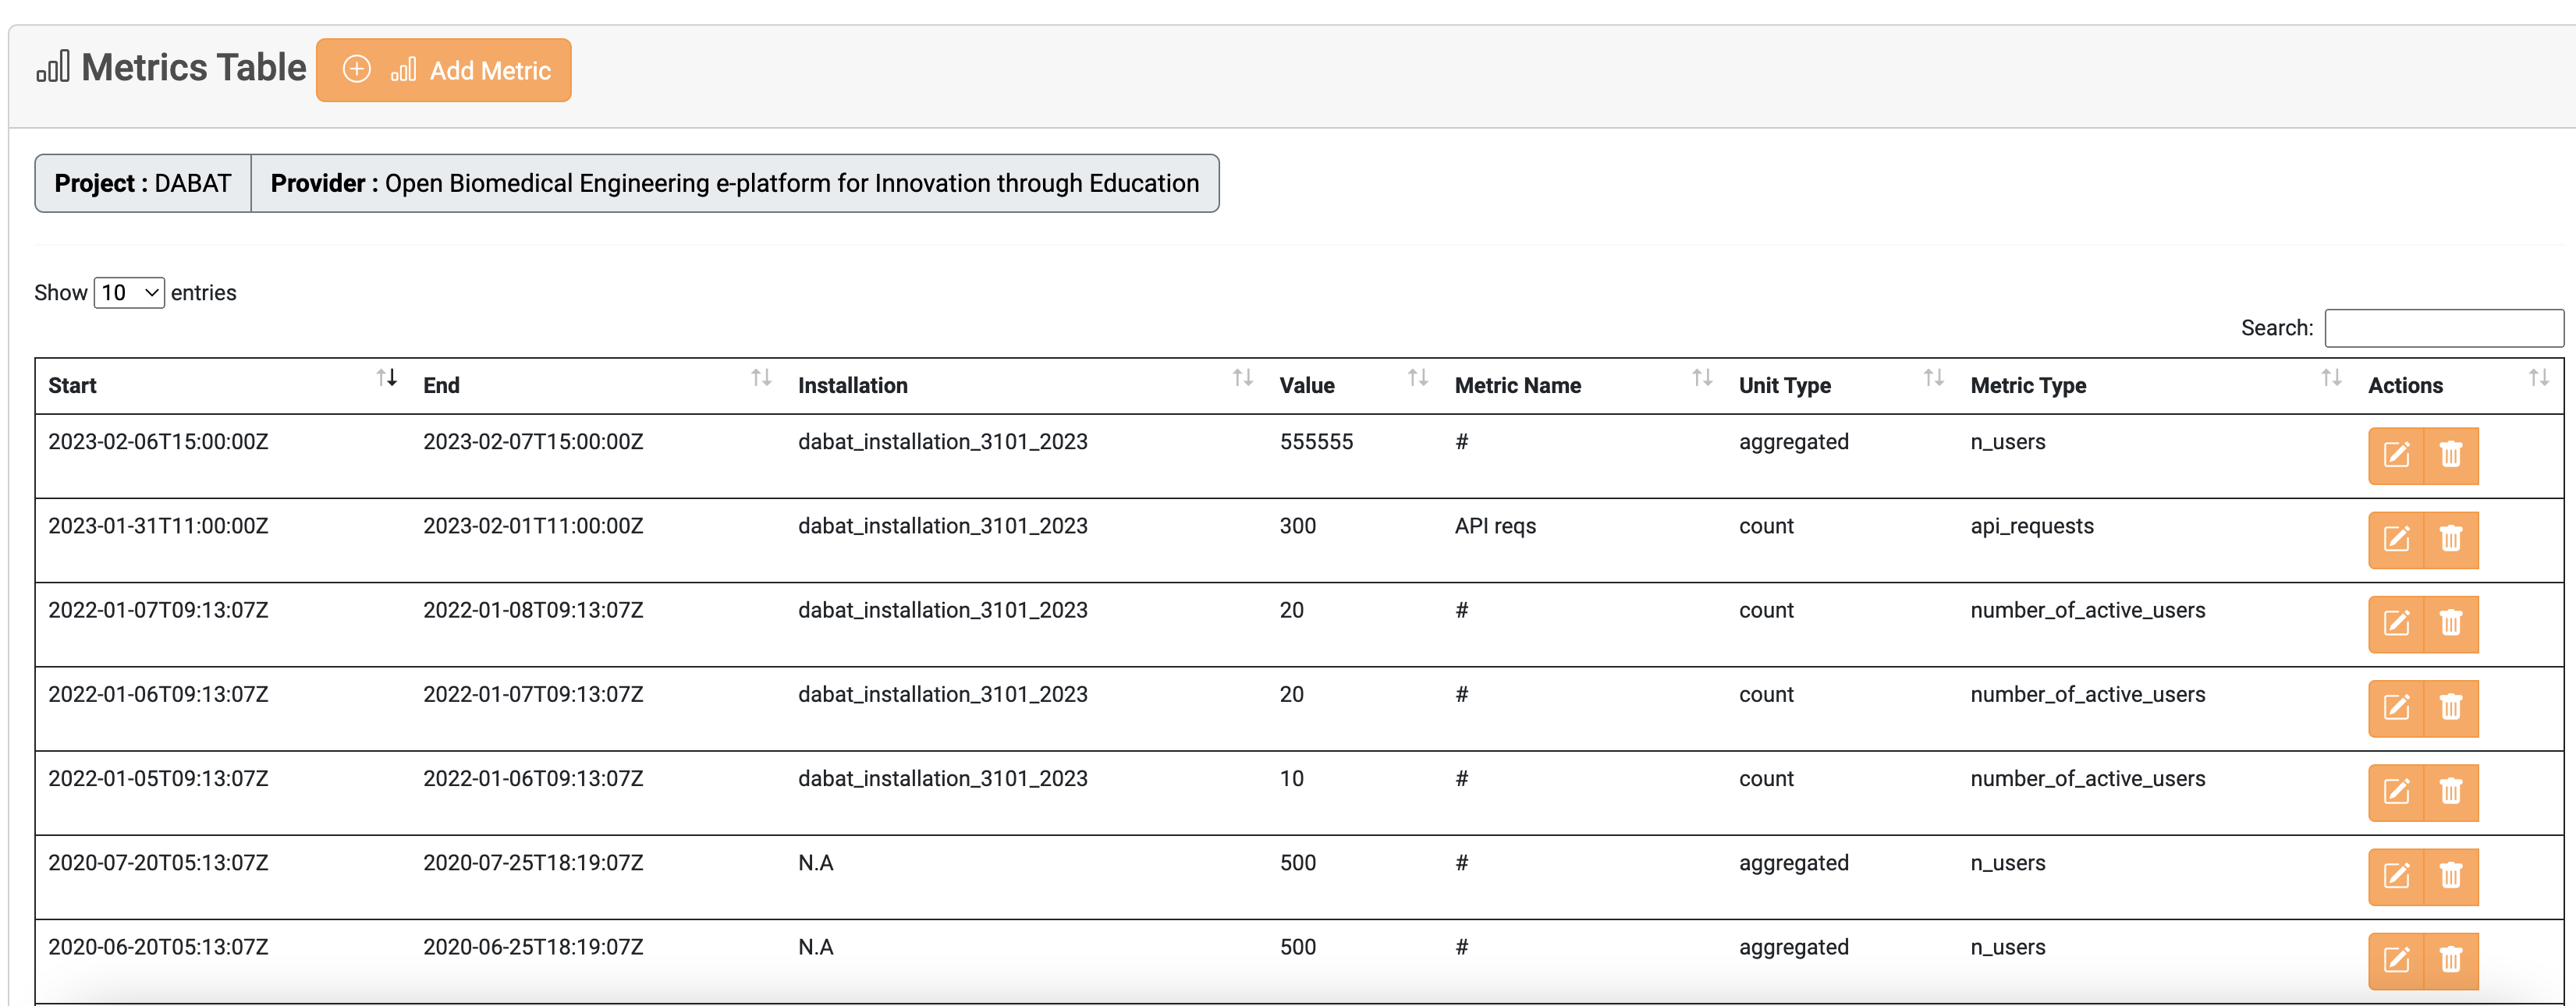 Metrics Table Add Metric
Project : DABAT Provider : Open Biomedical Engineering e-platform for Innovation through Education
Show 10 entries
Search:
Start End Installation Value Metric Name Unit Type Metric Type Actions
2023-02-06T15:00:00Z 2023-02-07T15:00:00Z dabat_installation_3101_2023 555555 # aggregated n_users
2023-01-31T11:00:00Z 2023-02-01T11:00:00Z dabat_installation_3101_2023 300 API reqs count api_requests
2022-01-07T09:13:07Z 2022-01-08T09:13:07Z dabat_installation_3101_2023 20 # count number_of_active_users
2022-01-06T09:13:07Z 2022-01-07T09:13:07Z dabat_installation_3101_2023 20 # count number_of_active_users
2022-01-05T09:13:07Z 2022-01-06T09:13:07Z dabat_installation_3101_2023 10 # count number_of_active_users
2020-07-20T05:13:07Z 2020-07-25T18:19:07Z N.A 500 # aggregated n_users
2020-06-20T05:13:07Z 2020-06-25T18:19:07Z N.A 500 # aggregated n_users